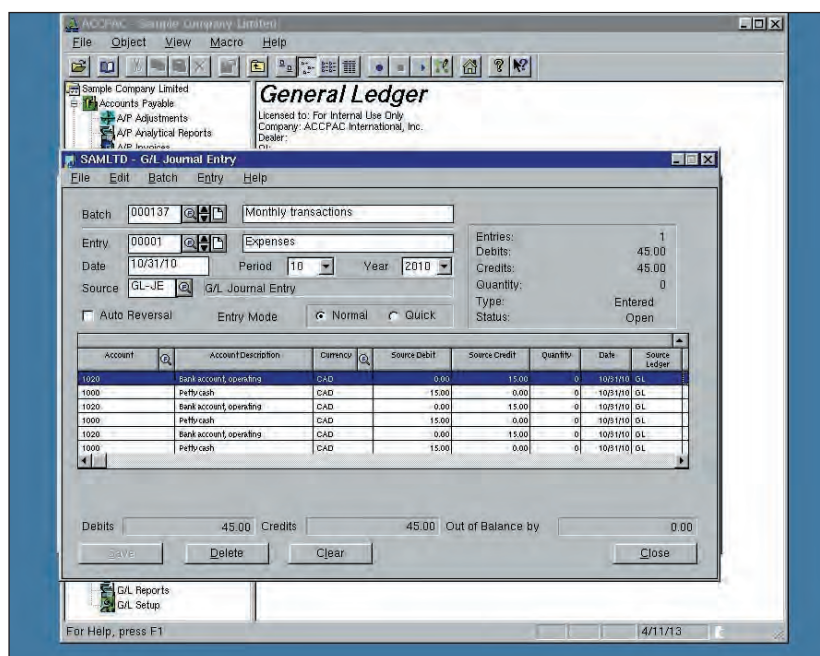 ACCPAC - Sample Company Limited
File Object View Macro Help
Sample Company Limited
Accounts Payable
A/P Adjustments
A/P Analytical Reports
A/P Invoices
General Ledger
Licensed to: For Internal Use Only
Company: ACCPAC International, Inc.
Dealer:
SAMLTD - G/L Journal Entry
File Edit Batch Entry Help
Batch 000137 Monthly transactions
Entry 00001 Expenses
Date 10/31/10 Period 10 Year 2010
Source GL-JE G/L Journal Entry
Auto Reversal Entry Mode Normal Quick
Entries: 1
Debits: 45.00
Credits: 45.00
Quantity: 0
Type: Entered
Status: Open
Account Account Description Currency Source Debit Source Credit Quantity Date Source Ledger
1020 Bank account, operating CAD 0.00 15.00 0 10/31/10 GL
1000 Petty cash CAD 15.00 0.00 0 10/31/10 GL
1020 Bank account, operating CAD 0.00 15.00 0 10/31/10 GL
1000 Petty cash CAD 15.00 0.00 0 10/31/10 GL
1020 Bank account, operating CAD 0.00 15.00 0 10/31/10 GL
1000 Petty cash CAD 15.00 0.00 0 10/31/10 GL
Debits 45.00 Credits 45.00 Out of Balance by 0.00
Save Delete Clear Close
G/L Reports
G/L Setup
For Help, press F1 4/11/13